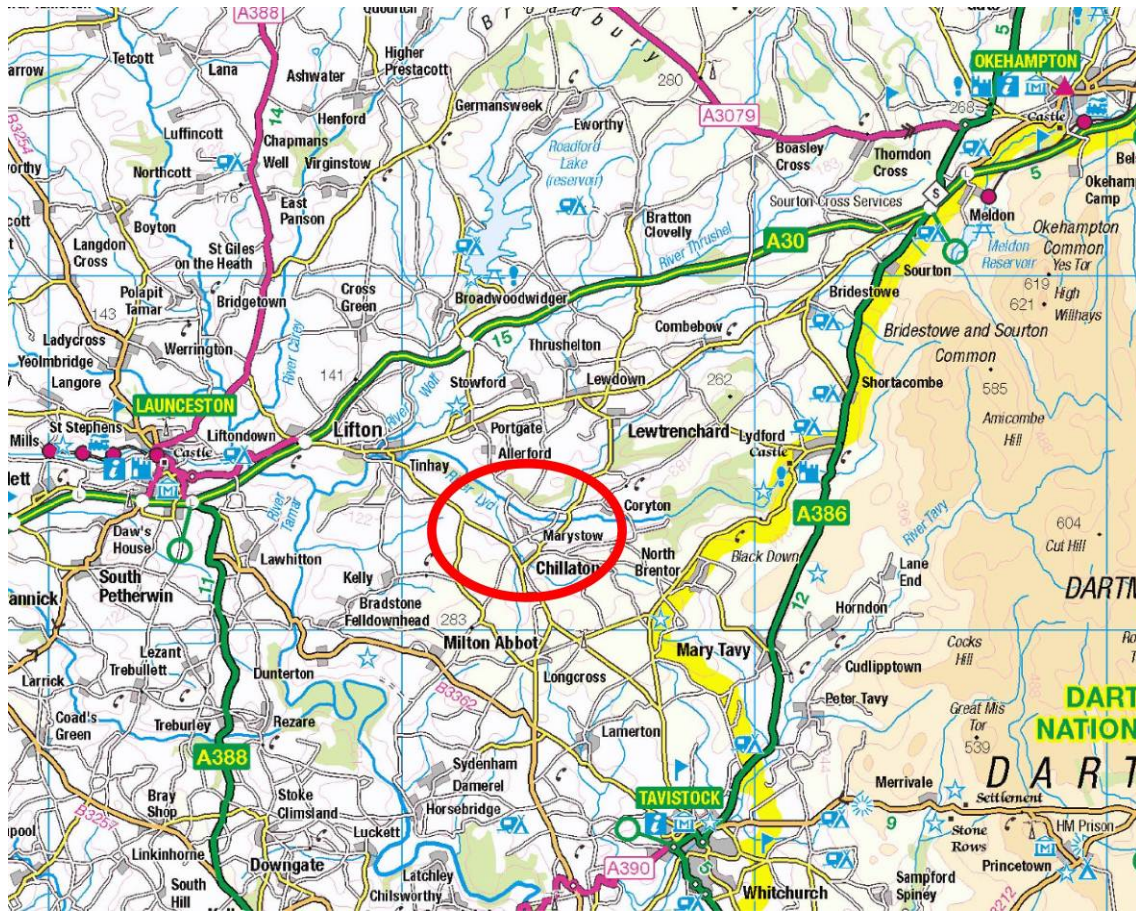 A388
Tetcott
Lana
Ashwater
Higher
Prestacott
Broadbury
280
OKEHAMPTON
5
268
Castle
A3079
Germansweek
Eworthy
Henford
14
Luffincott
Chapmans
Well
Virginstow
B3254
Northcott
176
East
Panson
Roadford
Lake
(reservoir)
Boasley
Cross
Thorndon
Cross
Sourton Cross Services
S
5
Okehampton
Camp
Meldon
Boyton
Langdon
Cross
St Giles
on the Heath
Bratton
Clovelly
River Thrushel
A30
Okehampton
Common
Yes Tor
619
621
High
Willhays
Meldon
Reservoir
Sourton
Polapit
Tamar
Bridgetown
Cross
Green
Broadwoodwidger
Bridestowe
143
Ladycross
Werrington
Yeolmbridge
Langore
River Carey
141
15
Thrushelton
Combebow
Bridestowe and Sourton
Common
585
Shortacombe
River Wolf
Stowford
Lewdown
262
Amicombe
Hill
LAUNCESTON
St Stephens
Mills
Castle
Liftondown
Lifton
Portgate
Allerford
Lewtrenchard
Lydford
Castle
Tinhay
River Lyd
Coryton
A386
River Tavy
River
Tamar
122
Marystow
Chillaton
604
Cut Hill
Daw's
House
Lawhitton
North
Brentor
Black Down
Lane
End
South
Petherwin
11
Kelly
Bradstone
Felldownhead
283
Milton Abbot
12
Horndon
Mary Tavy
Cudlipptown
Cocks
Hill
Lezant
Trebullett
Larrick
Dunterton
B3362
Longcross
Peter Tavy
Great Mis
Tor
539
Coad's
Green
Treburley
Rezare
Lamerton
A388
Sydenham
Damerel
Horsebridge
TAVISTOCK
Merrivale
Settlement
Bray
Shop
Stoke
Climsland
B3257
Luckett
9
Stone
Rows
HM Prison
Princetown
Linkinhorne
Downgate
Latchley
Chilsworthy
A390
Whitchurch
Sampford
Spiney
South
Hill